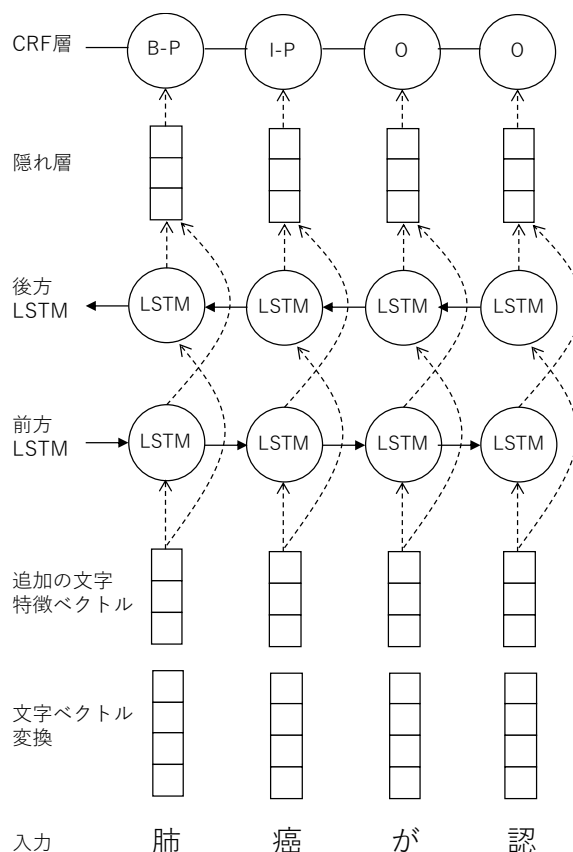 CRF層 B-P I-P O O
隠れ層
後方
LSTM LSTM LSTM LSTM LSTM
前方
LSTM LSTM LSTM LSTM LSTM
追加の文字
特徴ベクトル
文字ベクトル
変換
入力 肺 癌 が 認